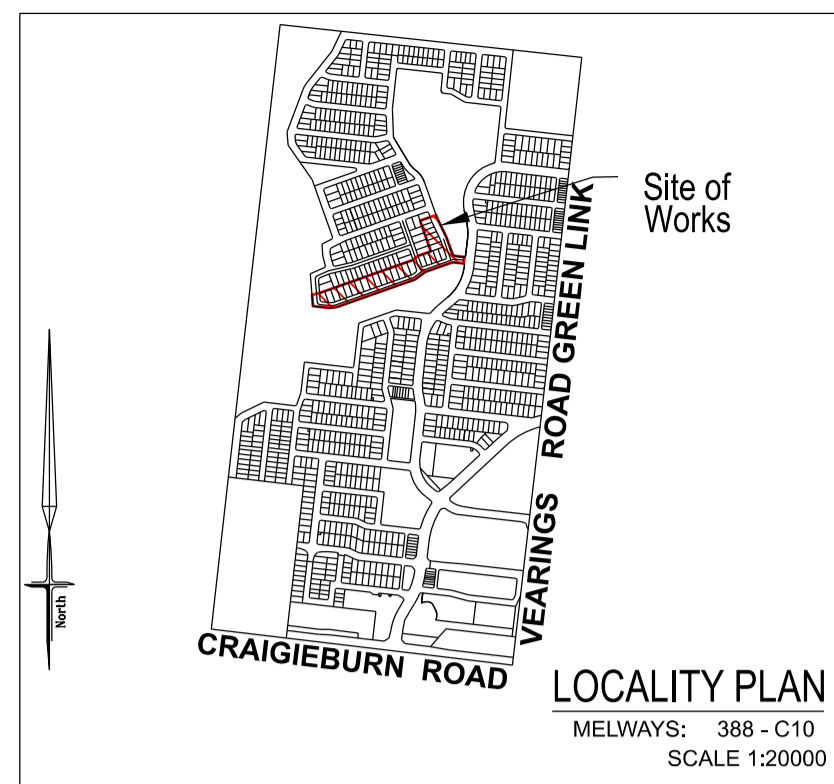 Site of
Works
VEARINGS ROAD GREEN LINK
North
CRAIGIEBURN ROAD
LOCALITY PLAN
MELWAYS: 388 - C10
SCALE 1:20000